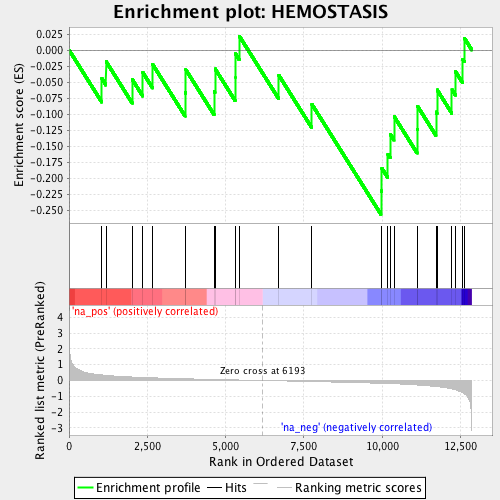 Enrichment plot: HEMOSTASIS
Enrichment score (ES)
0.025
0.000
-0.025
-0.050
-0.075
-0.100
-0.125
-0.150
-0.175
-0.200
-0.225
-0.250
'na_pos' (positively correlated)
Ranked list metric (PreRanked)
4
3
2
1
0
-1
-2
-3
Zero cross at 6193
'na_neg' (negatively correlated)
0 2,500 5,000 7,500 10,000 12,500
Rank in Ordered Dataset
Enrichment profile Hits Ranking metric scores